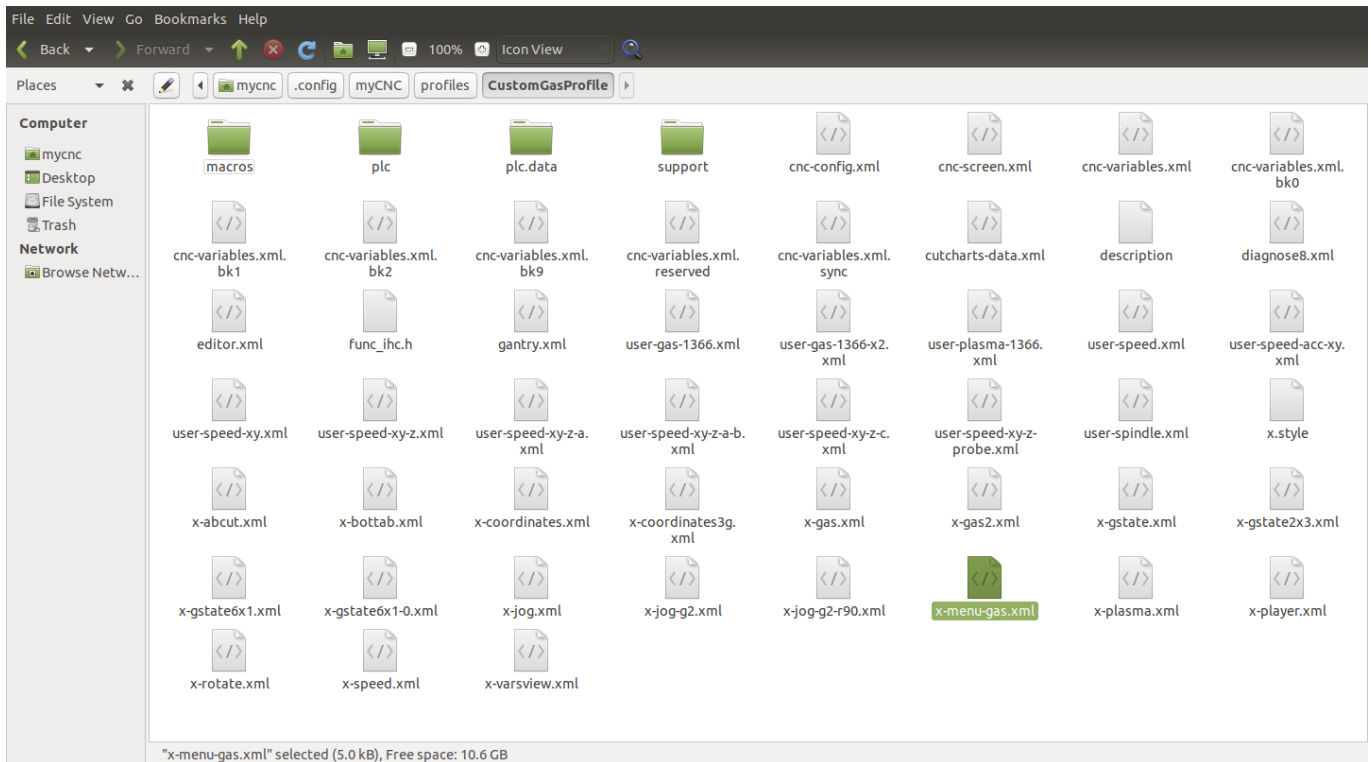 File Edit View Go Bookmarks Help
Back Forward 100% Icon View
Places mycnc .config myCNC profiles CustomGasProfile
Computer
mycnc
Desktop
File System
Trash
Network
Browse Netw...
macros plc plc.data support cnc-config.xml cnc-screen.xml cnc-variables.xml cnc-variables.xml.
bk0
cnc-variables.xml. cnc-variables.xml. cnc-variables.xml. cnc-variables.xml. cnc-variables.xml. cutcharts-data.xml description diagnose8.xml
bk1 bk2 bk9 reserved sync
editor.xml func_ihc.h gantry.xml user-gas-1366.xml user-gas-1366-x2. user-plasma-1366. user-speed.xml user-speed-acc-xy.
xml xml xml
user-speed-xy.xml user-speed-xy-z.xml user-speed-xy-z-a. user-speed-xy-z-a-b. user-speed-xy-z-c. user-speed-xy-z- user-spindle.xml x.style
xml xml xml probe.xml
x-abcut.xml x-bottab.xml x-coordinates.xml x-coordinates3g. x-gas.xml x-gas2.xml x-gstate.xml x-gstate2x3.xml
xml
x-gstate6x1.xml x-gstate6x1-0.xml x-jog.xml x-jog-g2.xml x-jog-g2-r90.xml x-menu-gas.xml x-plasma.xml x-player.xml
x-rotate.xml x-speed.xml x-varsview.xml
"x-menu-gas.xml" selected (5.0 kB), Free space: 10.6 GB